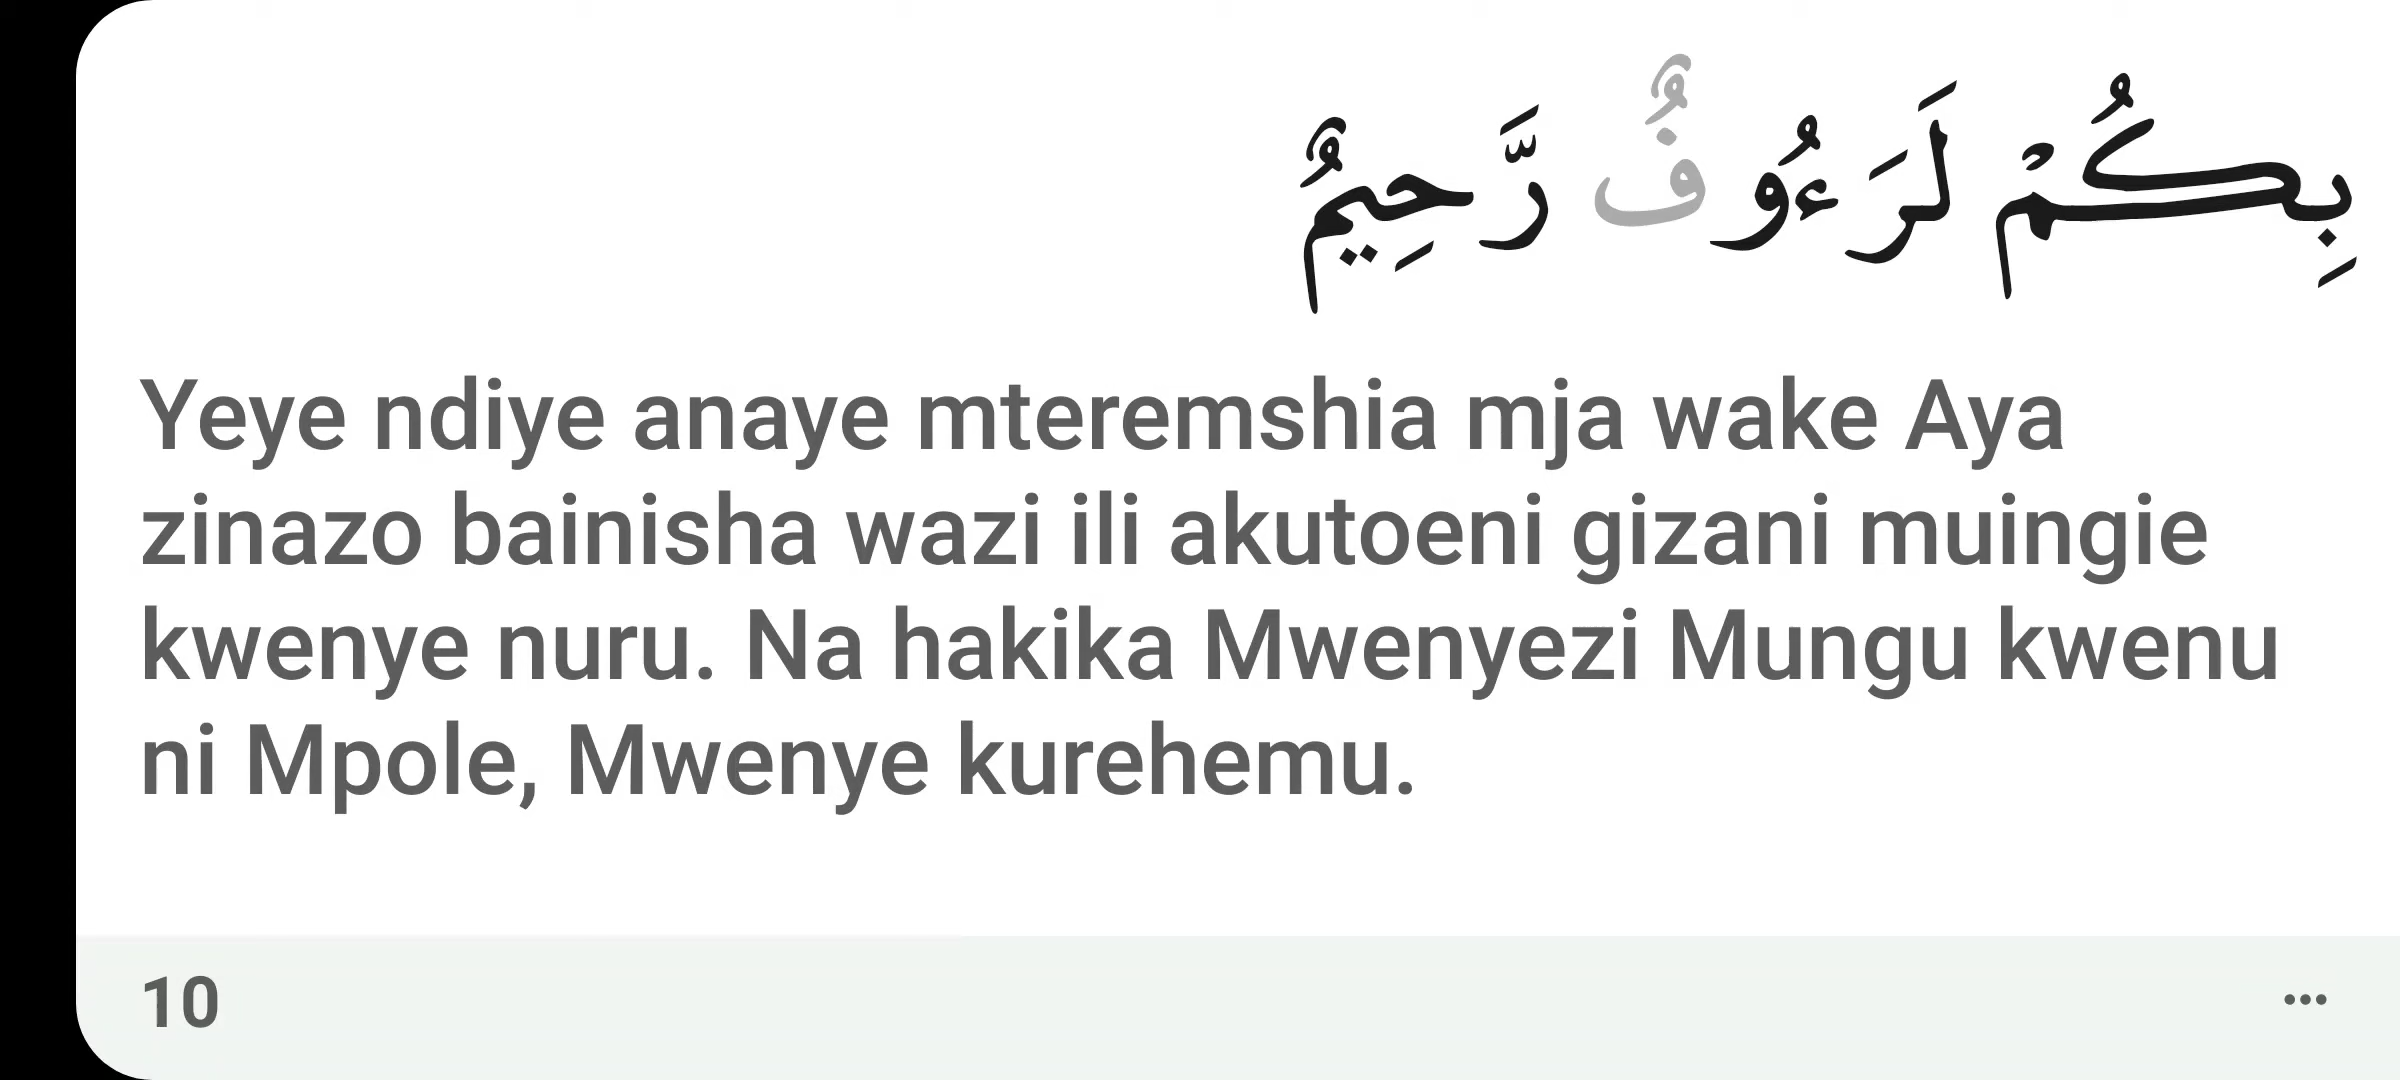 بِكُمْ لَرَءُوفٌ رَّحِيمٌ
Yeye ndiye anaye mteremshia mja wake Aya
zinazo bainisha wazi ili akutoeni gizani muingie
kwenye nuru. Na hakika Mwenyezi Mungu kwenu
ni Mpole, Mwenye kurehemu.
10